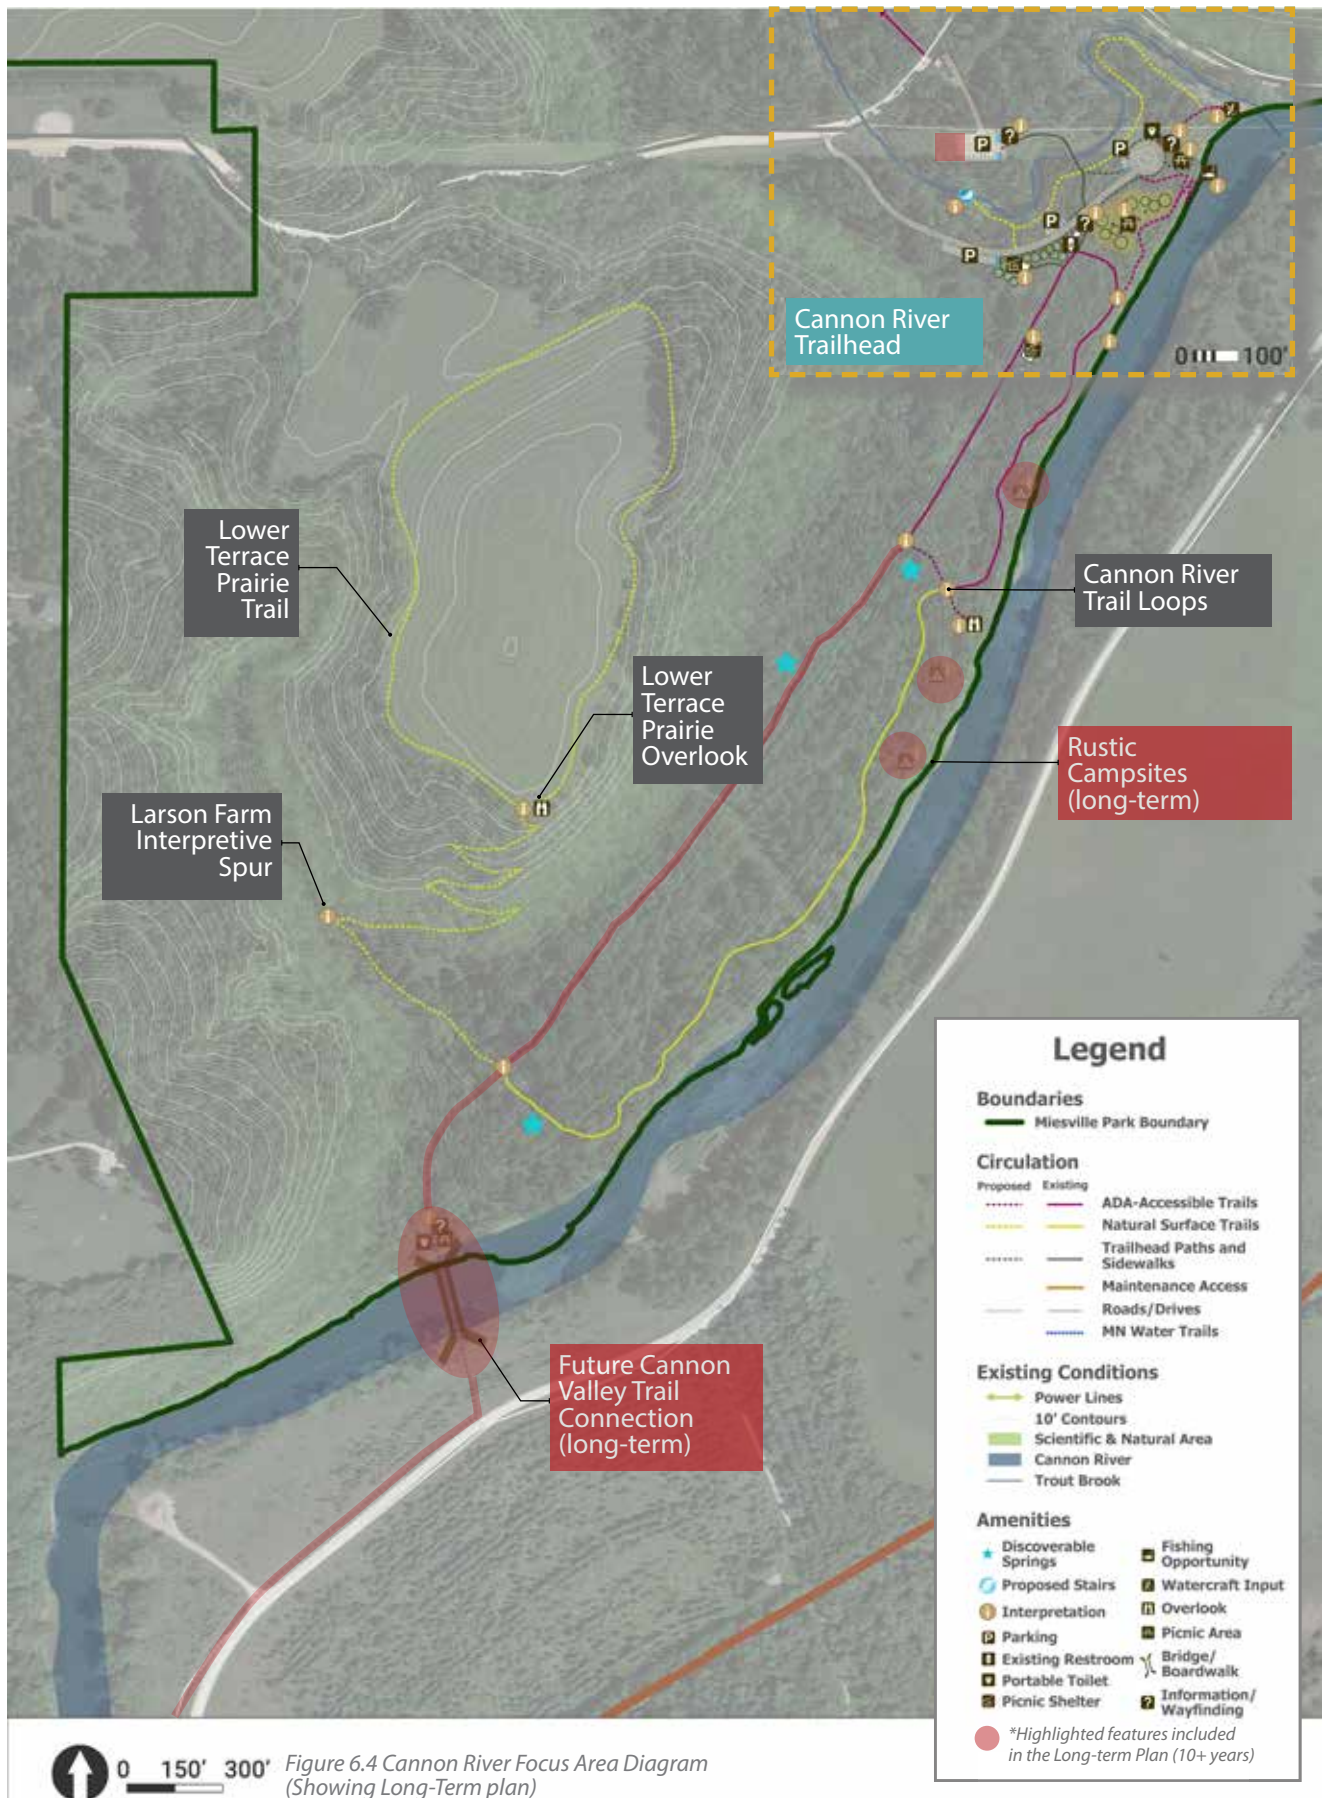 Cannon River
Trailhead
0 100'
Lower
Terrace
Prairie
Trail
Cannon River
Trail Loops
Lower
Terrace
Prairie
Overlook
Rustic
Campsites
(long-term)
Larson Farm
Interpretive
Spur
Future Cannon
Valley Trail
Connection
(long-term)
Legend
Boundaries
Miesville Park Boundary
Circulation
Proposed Existing
ADA-Accessible Trails
Natural Surface Trails
Trailhead Paths and
Sidewalks
Maintenance Access
Roads/Drives
MN Water Trails
Existing Conditions
Power Lines
10' Contours
Scientific & Natural Area
Cannon River
Trout Brook
Amenities
Discoverable
Springs
Proposed Stairs
Interpretation
Parking
Existing Restroom
Portable Toilet
Picnic Shelter
Fishing
Opportunity
Watercraft Input
Overlook
Picnic Area
Bridge/
Boardwalk
Information/
Wayfinding
*Highlighted features included
in the Long-term Plan (10+ years)
0 150' 300'
Figure 6.4 Cannon River Focus Area Diagram
(Showing Long-Term plan)